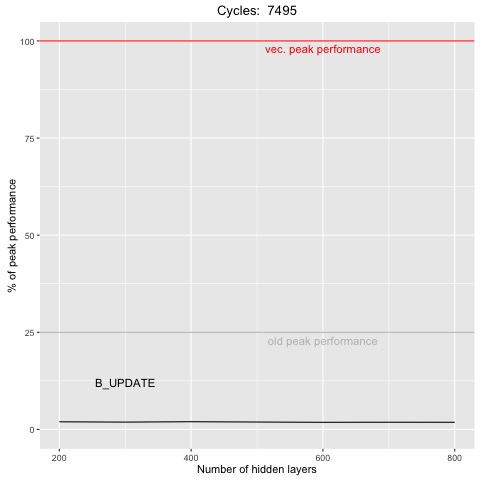 Cycles: 7495
100
vec. peak performance
75
% of peak performance
50
25
old peak performance
B_UPDATE
0
200
400
600
800
Number of hidden layers